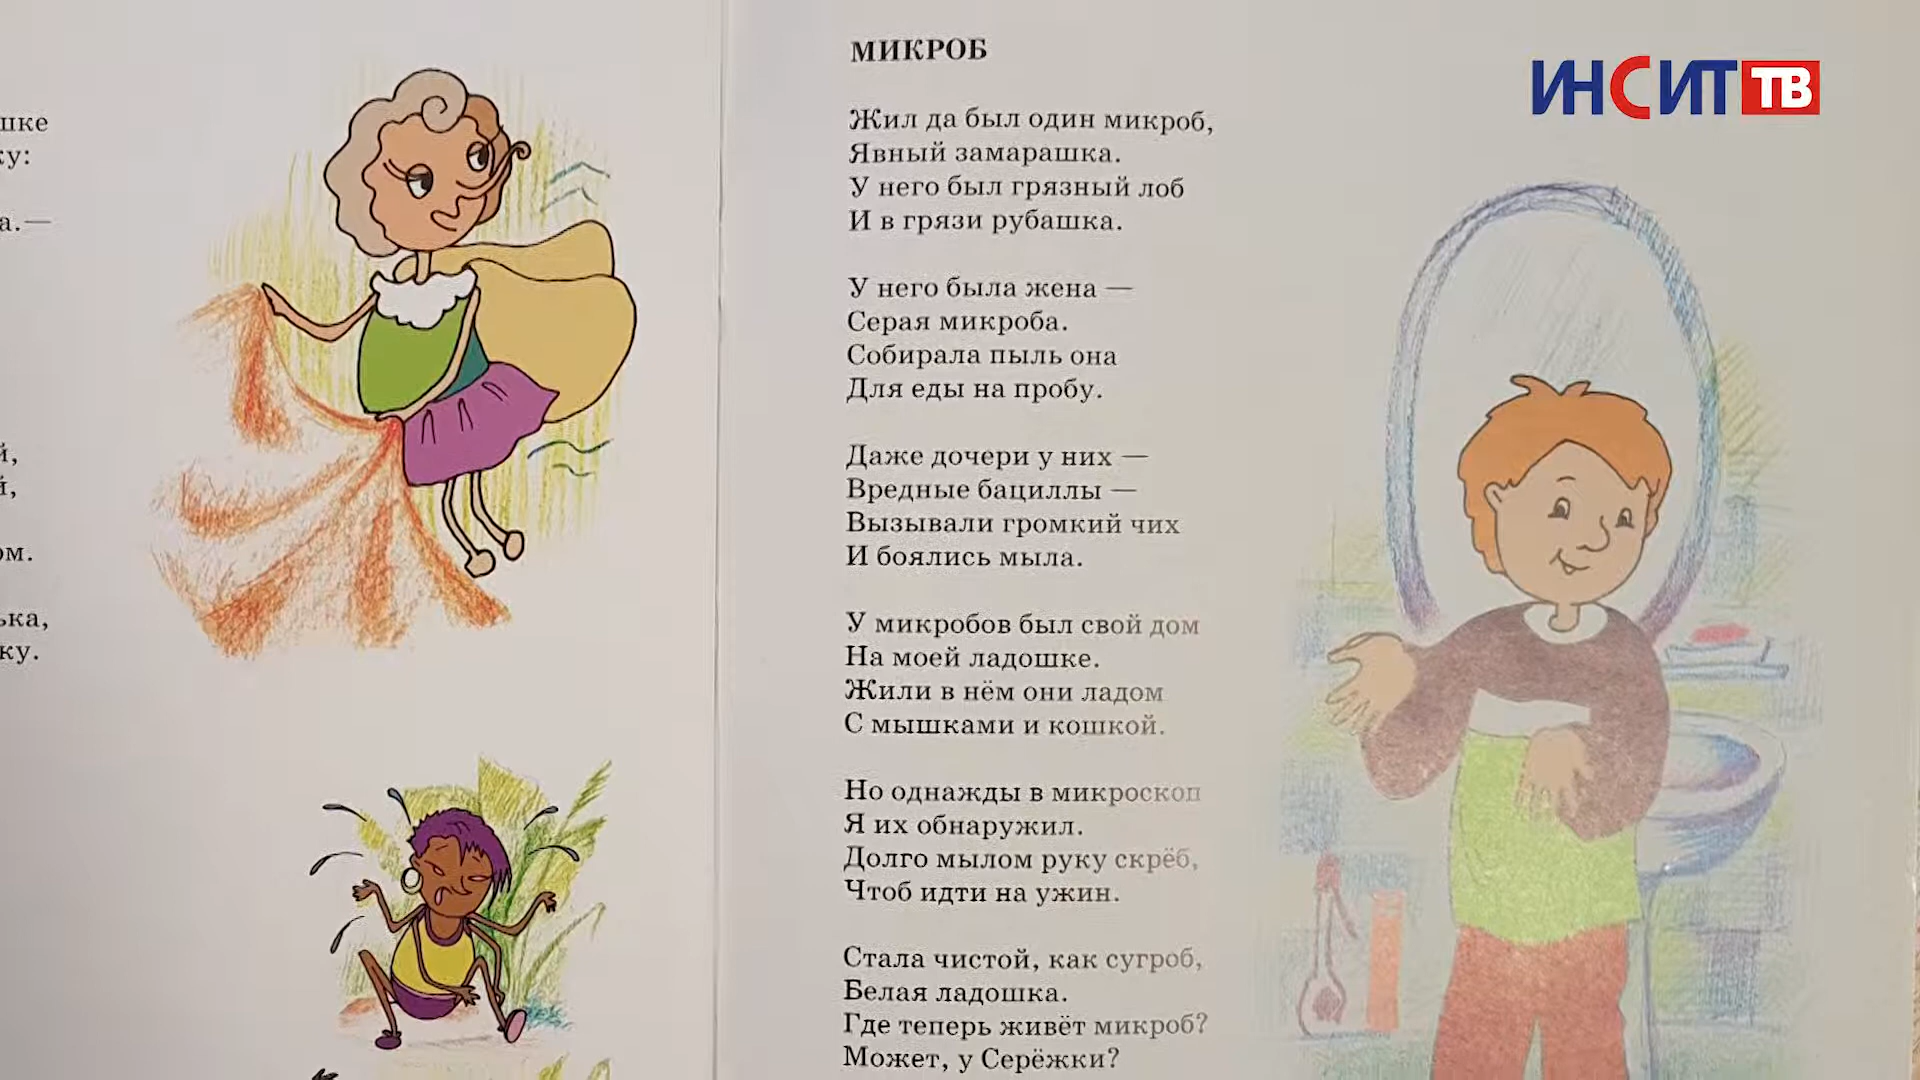 МИКРОБ
Жил да был один микроб,
Явный замарашка.
У него был грязный лоб
И в грязи рубашка.
У него была жена —
Серая микроба.
Собирала пыль она
Для еды на пробу.
Даже дочери у них —
Вредные бациллы —
Вызывали громкий чих
И боялись мыла.
У микробов был свой дом
На моей ладошке.
Жили в нём они ладом
С мышками и кошкой.
Но однажды в микроскоп
Я их обнаружил.
Долго мылом руку скрёб,
Чтоб идти на ужин.
Стала чистой, как сугроб,
Белая ладошка.
Где теперь живёт микроб?
Может, у Серёжки?
ИНСИТ ТВ